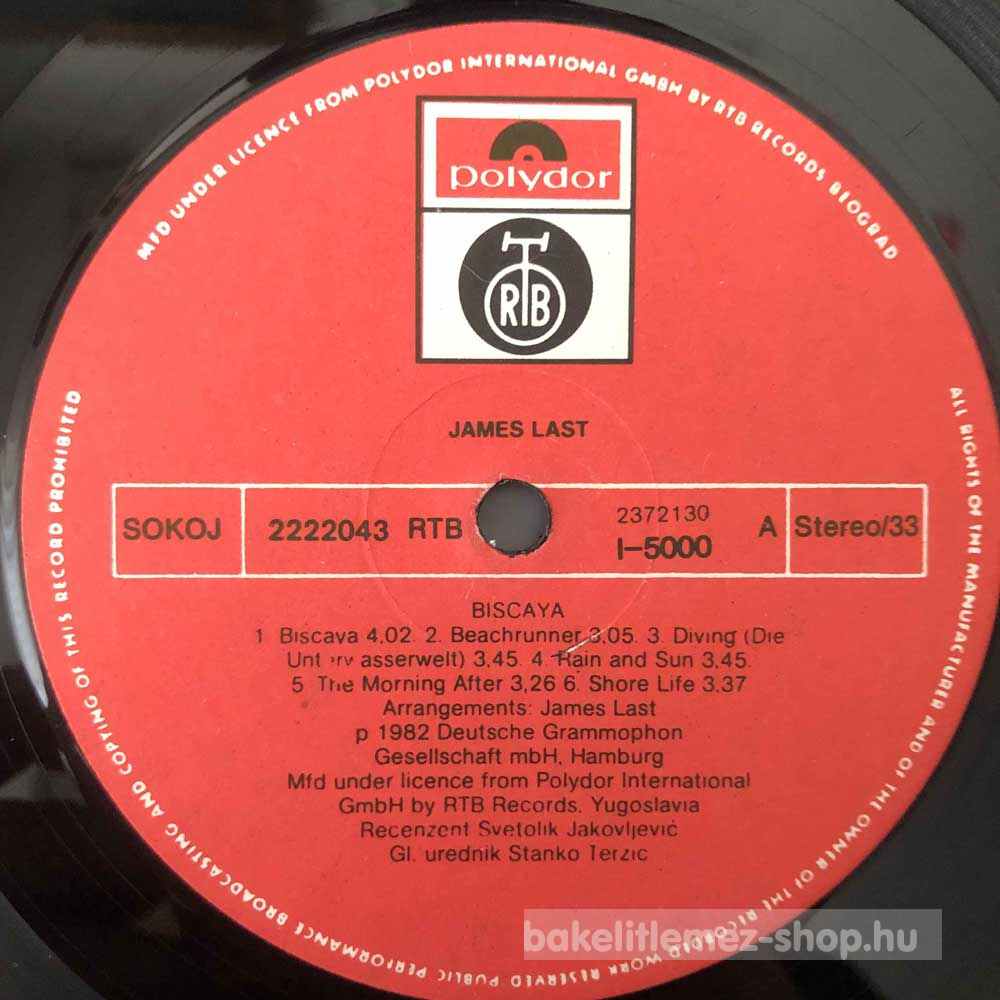 MFD UNDER LICENCE FROM POLYDOR INTERNATIONAL GMBH BY RTB RECORDS BEOGRAD
polydor
RTB
JAMES LAST
SOKOJ 2222043 RTB 2372130 I-5000 A Stereo/33
BISCAYA
1 Biscaya 4,02. 2. Beachrunner 3,05. 3. Diving (Die
asserwelt) 3,45. 4. Rain and Sun 3,45.
5. The Morning After 3,26 6. Shore Life 3.37
Arrangements: James Last
p 1982 Deutsche Grammophon
Gesellschaft mbH, Hamburg
Mfd under licence from Polydor International
GmbH by RTB Records, Yugoslavia
Recenzent Svetolik Jakovljević
Gl. urednik Stanko Terzić
ALL RIGHTS OF THE MANUFACTURER AND OF THE OWNER OF THE RECORDED WORK RESERVED PUBLIC PERFORMANCE BROADCASTING AND COPYING OF THIS RECORD PROHIBITED
bakelitlemez-shop.hu